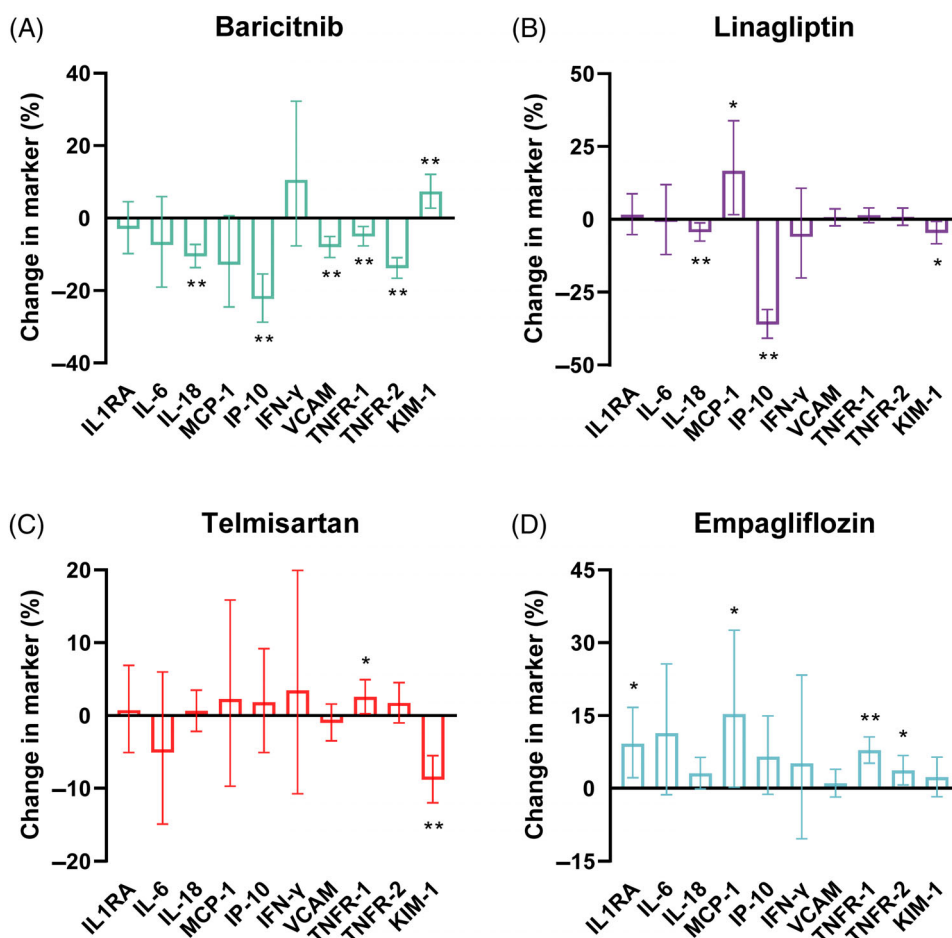 (A) Baricitnib
Change in marker (%)
40
20
0
–20
–40
**
**
**
**
**
**
IL1RA
IL-6
IL-18
MCP-1
IP-10
IFN-γ
VCAM
TNFR-1
TNFR-2
KIM-1
(B) Linagliptin
Change in marker (%)
50
25
0
–25
–50
**
*
**
*
IL1RA
IL-6
IL-18
MCP-1
IP-10
IFN-γ
VCAM
TNFR-1
TNFR-2
KIM-1
(C) Telmisartan
Change in marker (%)
20
10
0
–10
–20
*
**
IL1RA
IL-6
IL-18
MCP-1
IP-10
IFN-γ
VCAM
TNFR-1
TNFR-2
KIM-1
(D) Empagliflozin
Change in marker (%)
45
30
15
0
–15
*
*
**
*
IL1RA
IL-6
IL-18
MCP-1
IP-10
IFN-γ
VCAM
TNFR-1
TNFR-2
KIM-1